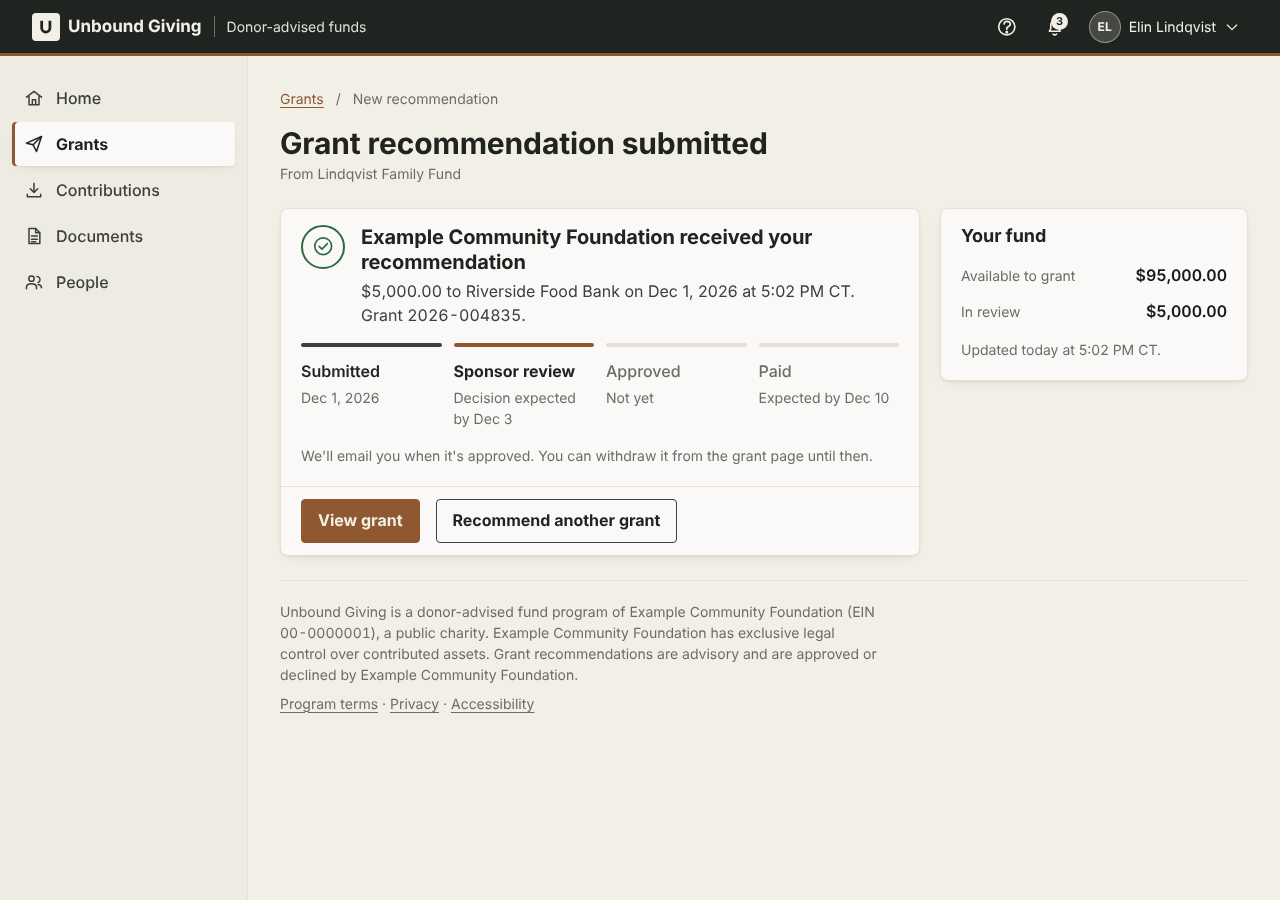 U Unbound Giving Donor-advised funds 3 EL Elin Lindqvist
Home
Grants
Contributions
Documents
People
Grants / New recommendation
Grant recommendation submitted
From Lindqvist Family Fund
Example Community Foundation received your
recommendation
$5,000.00 to Riverside Food Bank on Dec 1, 2026 at 5:02 PM CT.
Grant 2026-004835.
Submitted
Dec 1, 2026
Sponsor review
Decision expected
by Dec 3
Approved
Not yet
Paid
Expected by Dec 10
We'll email you when it's approved. You can withdraw it from the grant page until then.
View grant
Recommend another grant
Your fund
Available to grant $95,000.00
In review $5,000.00
Updated today at 5:02 PM CT.
Unbound Giving is a donor-advised fund program of Example Community Foundation (EIN
00-0000001), a public charity. Example Community Foundation has exclusive legal
control over contributed assets. Grant recommendations are advisory and are approved or
declined by Example Community Foundation.
Program terms · Privacy · Accessibility